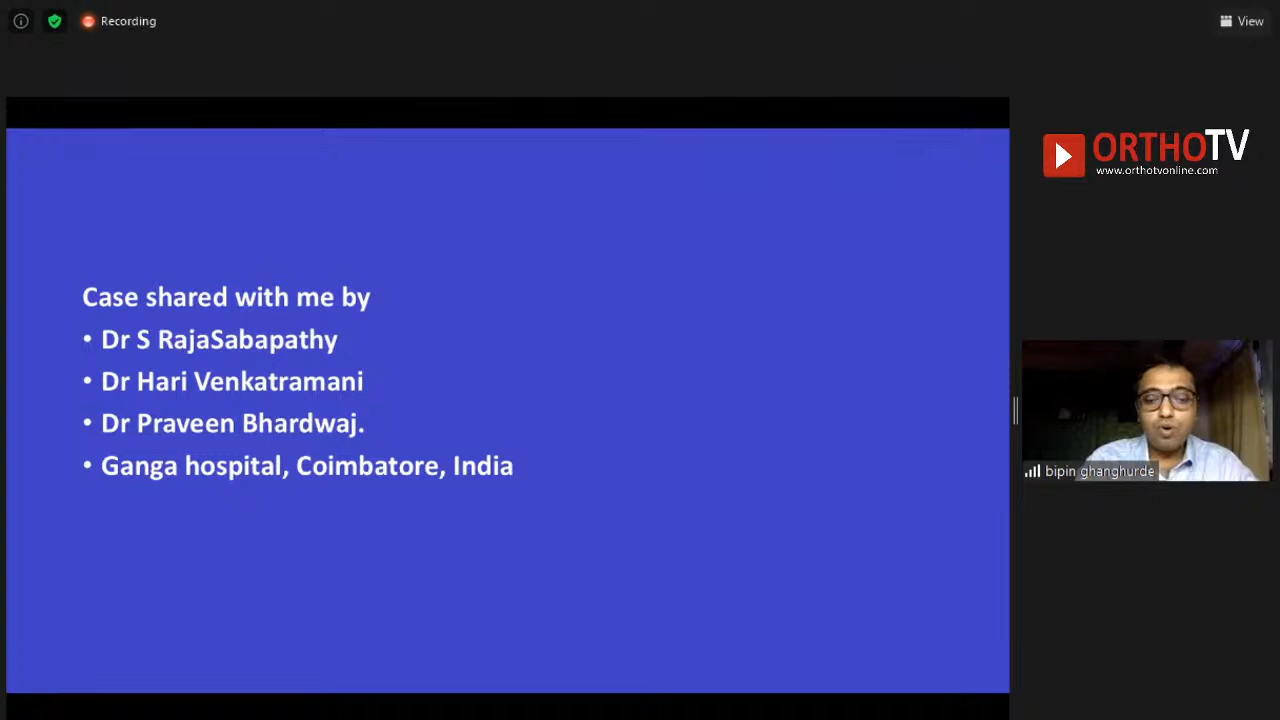 Recording
View
ORTHOTV
www.orthotvonline.com
Case shared with me by
• Dr S RajaSabapathy
• Dr Hari Venkatramani
• Dr Praveen Bhardwaj.
• Ganga hospital, Coimbatore, India
bipin ghanghurde